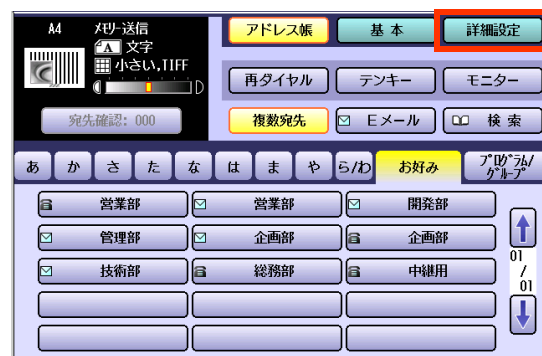 A4 ﾒﾓﾘｰ送信
A 文字
小さい,TIFF
D
宛先確認: 000
アドレス帳 基本 詳細設定
再ダイヤル テンキー モニター
複数宛先 Eメール 検索
あ か さ た な は ま や ら/わ お好み ﾌﾟﾛｸﾞﾗﾑ/
ｸﾞﾙｰﾌﾟ
営業部 営業部 開発部
管理部 企画部 企画部
技術部 総務部 中継用
01
/
01